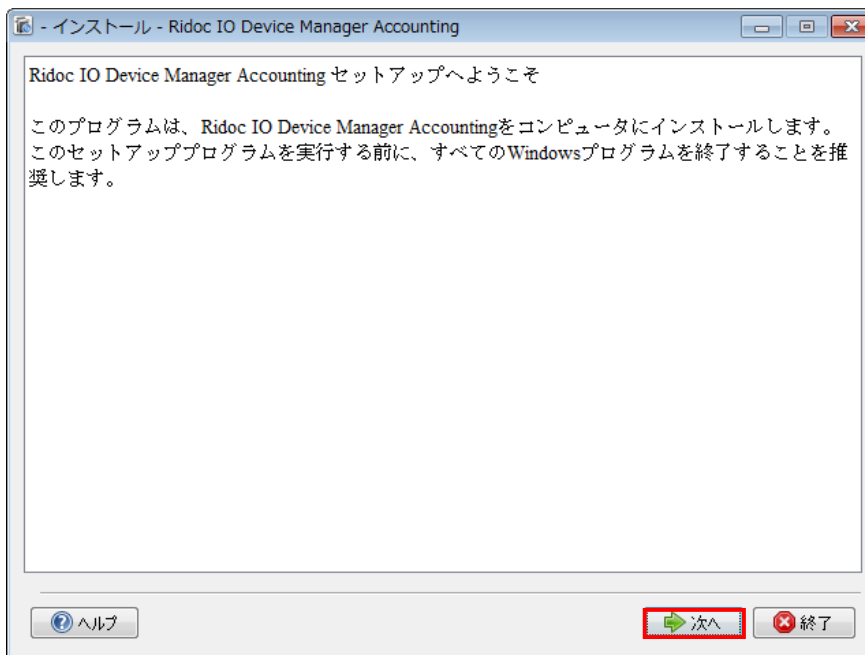 - インストール - Ridoc IO Device Manager Accounting
Ridoc IO Device Manager Accounting セットアップへようこそ
このプログラムは、Ridoc IO Device Manager Accountingをコンピュータにインストールします。
このセットアッププログラムを実行する前に、すべてのWindowsプログラムを終了することを推
奨します。
ヘルプ
次へ
終了